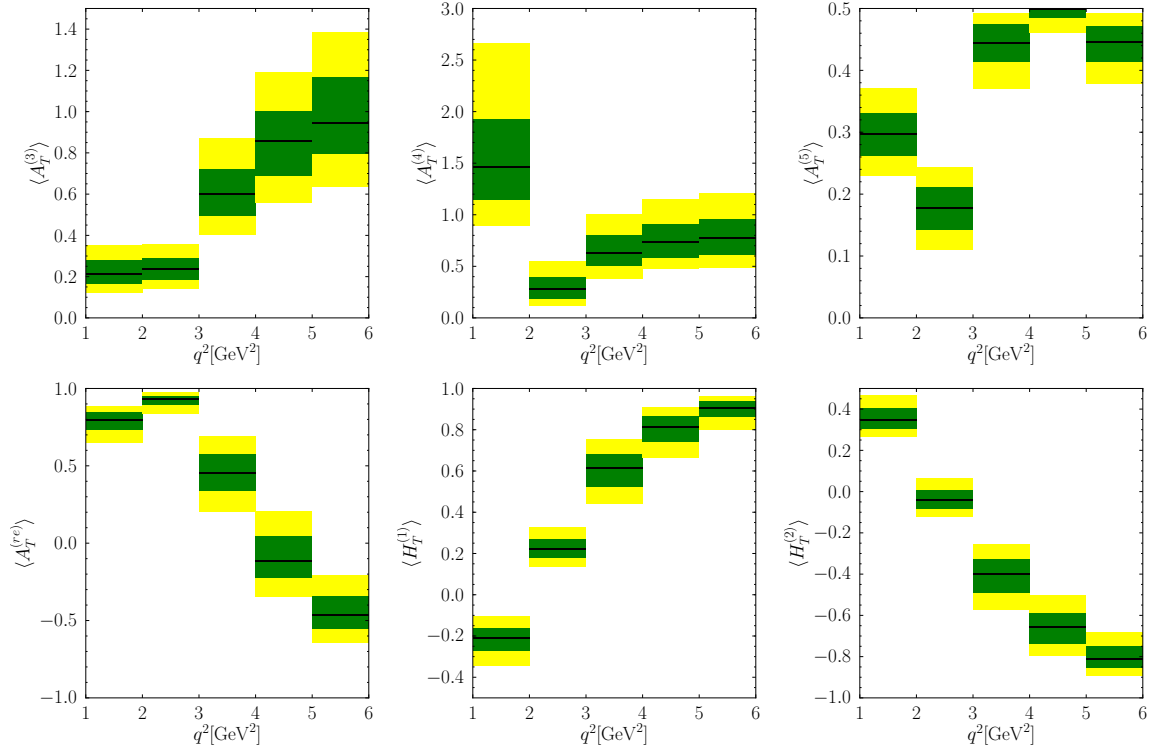 1.4
1.2
1.0
0.8
0.6
0.4
0.2
0.0
⟨A_T^{(3)}⟩
1 2 3 4 5 6
q²[GeV²]
4.0
3.5
3.0
2.5
2.0
1.5
1.0
0.5
0.0
⟨A_T^{(4)}⟩
1 2 3 4 5 6
q²[GeV²]
0.5
0.4
0.3
0.2
0.1
0.0
⟨A_T^{(5)}⟩
1 2 3 4 5 6
q²[GeV²]
1.0
0.5
0.0
−0.5
−1.0
⟨A_T^{(re)}⟩
1 2 3 4 5 6
q²[GeV²]
1.0
0.8
0.6
0.4
0.2
0.0
−0.2
−0.4
⟨H_T^{(1)}⟩
1 2 3 4 5 6
q²[GeV²]
0.4
0.2
0.0
−0.2
−0.4
−0.6
−0.8
−1.0
⟨H_T^{(2)}⟩
1 2 3 4 5 6
q²[GeV²]